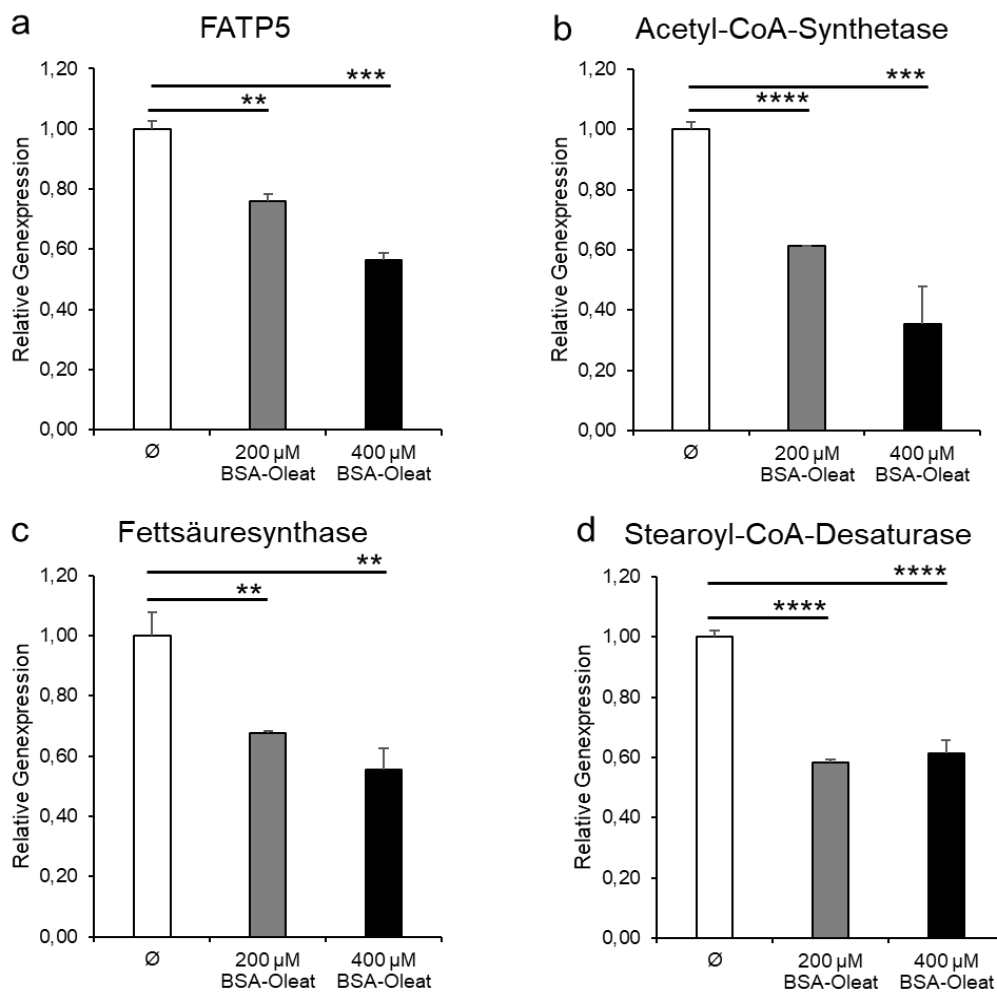 a
FATP5
1,20
1,00
0,80
0,60
0,40
0,20
0,00
Relative Genexpression
***
**
Ø
200 µM
BSA-Oleat
400 µM
BSA-Oleat
b
Acetyl-CoA-Synthetase
1,20
1,00
0,80
0,60
0,40
0,20
0,00
Relative Genexpression
***
****
Ø
200 µM
BSA-Oleat
400 µM
BSA-Oleat
c
Fettsäuresynthase
1,20
1,00
0,80
0,60
0,40
0,20
0,00
Relative Genexpression
**
**
Ø
200 µM
BSA-Oleat
400 µM
BSA-Oleat
d
Stearoyl-CoA-Desaturase
1,20
1,00
0,80
0,60
0,40
0,20
0,00
Relative Genexpression
****
****
Ø
200 µM
BSA-Oleat
400 µM
BSA-Oleat